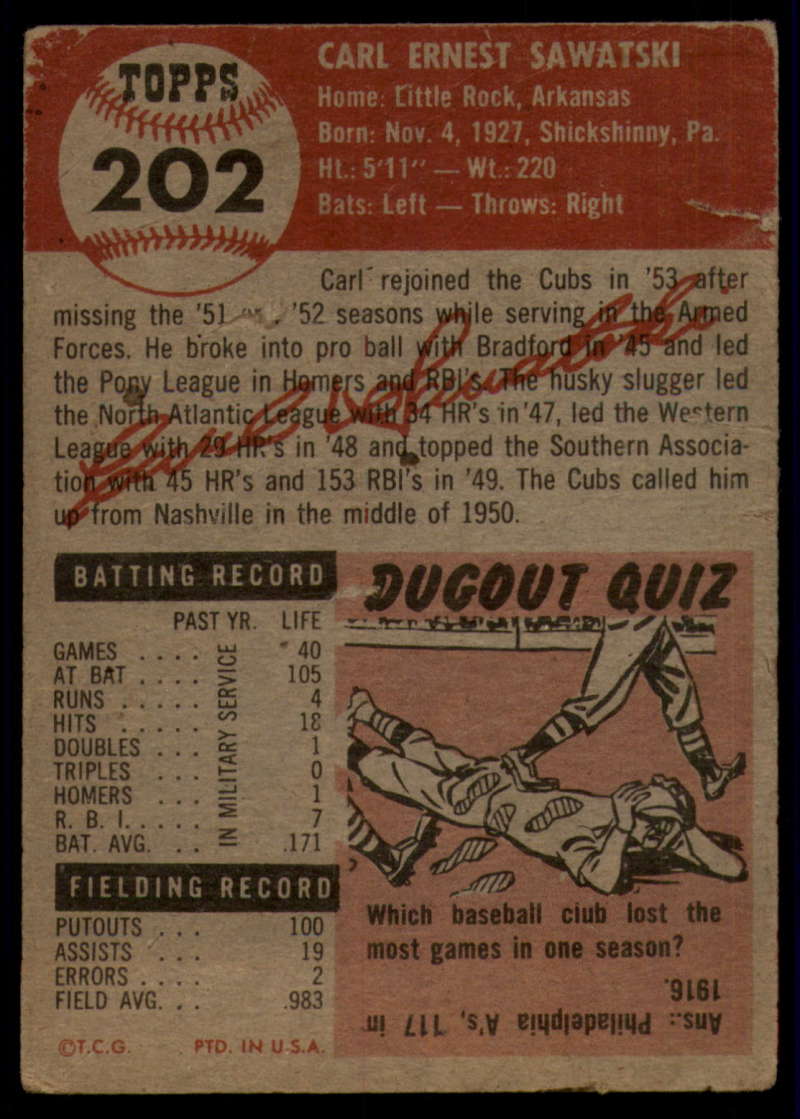 TOPPS
202
CARL ERNEST SAWATSKI
Home: Little Rock, Arkansas
Born: Nov. 4, 1927, Shickshinny, Pa.
Ht.: 5'11" — Wt.: 220
Bats: Left — Throws: Right
Carl rejoined the Cubs in '53 after
missing the '51 '52 seasons while serving in the Armed
Forces. He broke into pro ball with Bradford in '45 and led
the Pony League in Homers and RBI's. The husky slugger led
the North Atlantic League with 34 HR's in '47, led the Western
League with 29 HR's in '48 and topped the Southern Associa-
tion with 45 HR's and 153 RBI's in '49. The Cubs called him
up from Nashville in the middle of 1950.
Carl Sawatski
BATTING RECORD
PAST YR. LIFE
GAMES . . . . 40
AT BAT . . . . 105
RUNS . . . . . 4
HITS . . . . . 18
DOUBLES . . . 1
TRIPLES . . . 0
HOMERS . . . 1
R. B. I. . . . . . 7
BAT. AVG. . . .171
IN MILITARY SERVICE
FIELDING RECORD
PUTOUTS . . . 100
ASSISTS . . . 19
ERRORS . . . . 2
FIELD AVG. . . .983
©T.C.G. PTD. IN U.S.A.
DUGOUT QUIZ
Which baseball club lost the
most games in one season?
Ans.: Philadelphia A's, 117 in
1916.